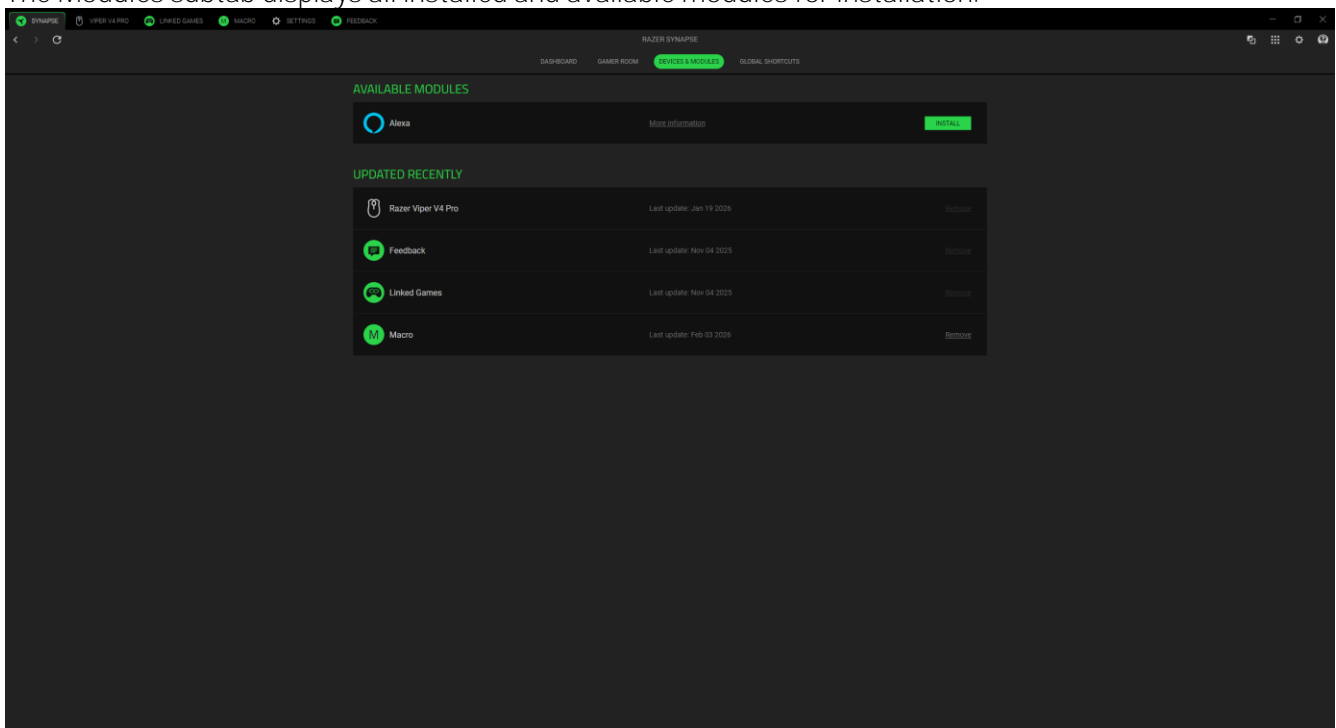 The Modules subtab displays all installed and available modules for installation.
SYNAPSE VIPER V4 PRO LINKED GAMES M MACRO SETTINGS FEEDBACK
RAZER SYNAPSE
DASHBOARD GAMER ROOM DEVICES & MODULES GLOBAL SHORTCUTS
AVAILABLE MODULES
Alexa More information INSTALL
UPDATED RECENTLY
Razer Viper V4 Pro Last update: Jan 19 2026 Remove
Feedback Last update: Nov 04 2025 Remove
Linked Games Last update: Nov 04 2025 Remove
M Macro Last update: Feb 03 2026 Remove